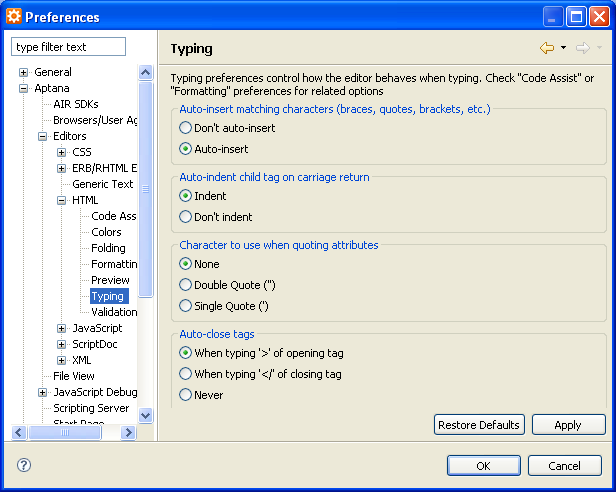 Preferences
type filter text
General
Aptana
AIR SDKs
Browsers/User Ag
Editors
CSS
ERB/RHTML E
Generic Text
HTML
Code Ass
Colors
Folding
Formattin
Preview
Typing
Validation
JavaScript
ScriptDoc
XML
File View
JavaScript Debug
Scripting Server
Start Page
Typing
Typing preferences control how the editor behaves when typing. Check "Code Assist" or
"Formatting" preferences for related options
Auto-insert matching characters (braces, quotes, brackets, etc.)
Don't auto-insert
Auto-insert
Auto-indent child tag on carriage return
Indent
Don't indent
Character to use when quoting attributes
None
Double Quote (")
Single Quote (')
Auto-close tags
When typing '>' of opening tag
When typing '</' of closing tag
Never
Restore Defaults
Apply
?
OK
Cancel